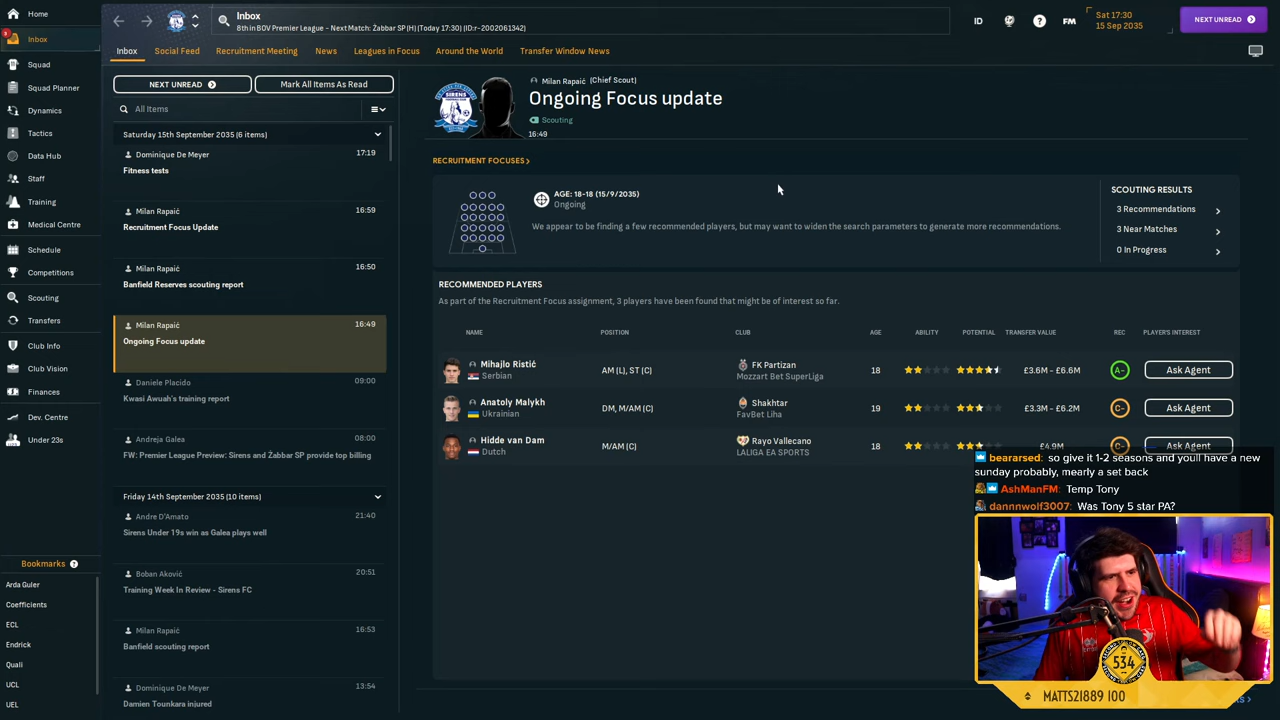 Home
3
Inbox
Squad
Squad Planner
Dynamics
Tactics
Data Hub
Staff
Training
Medical Centre
Schedule
Competitions
Scouting
Transfers
Club Info
Club Vision
Finances
Dev. Centre
Under 23s
Bookmarks ?
Arda Guler
Coefficients
ECL
Endrick
Quali
UCL
UEL
Inbox
8th in BOV Premier League - Next Match: Żabbar SP (H) (Today 17:30) (ID:r-2002061342)
ID
?
FM
Sat 17:30
15 Sep 2035
NEXT UNREAD
Inbox
Social Feed
Recruitment Meeting
News
Leagues in Focus
Around the World
Transfer Window News
NEXT UNREAD
Mark All Items As Read
All Items
Saturday 15th September 2035 (6 items)
Dominique De Meyer 17:19
Fitness tests
Milan Rapaić 16:59
Recruitment Focus Update
Milan Rapaić 16:50
Banfield Reserves scouting report
Milan Rapaić 16:49
Ongoing Focus update
Daniele Placido 09:00
Kwasi Awuah's training report
Andreja Galea 08:00
FW: Premier League Preview: Sirens and Żabbar SP provide top billing
Friday 14th September 2035 (10 items)
Andre D'Amato 21:40
Sirens Under 19s win as Galea plays well
Boban Aković 20:51
Training Week In Review - Sirens FC
Milan Rapaić 16:53
Banfield scouting report
Dominique De Meyer 13:54
Damien Tounkara injured
SIRENS
Milan Rapaić (Chief Scout)
Ongoing Focus update
Scouting
16:49
RECRUITMENT FOCUSES
AGE: 18-18 (15/9/2035)
Ongoing
We appear to be finding a few recommended players, but may want to widen the search parameters to generate more recommendations.
SCOUTING RESULTS
3 Recommendations
3 Near Matches
0 In Progress
RECOMMENDED PLAYERS
As part of the Recruitment Focus assignment, 3 players have been found that might be of interest so far.
NAME POSITION CLUB AGE ABILITY POTENTIAL TRANSFER VALUE REC PLAYER'S INTEREST
Mihajlo Ristić
Serbian
AM (L), ST (C)
FK Partizan
Mozzart Bet SuperLiga
18 £3.6M - £6.6M A- Ask Agent
Anatoly Malykh
Ukrainian
DM, M/AM (C)
Shakhtar
FavBet Liha
19 £3.3M - £6.2M C- Ask Agent
Hidde van Dam
Dutch
M/AM (C)
Rayo Vallecano
LALIGA EA SPORTS
18 £4.9M C- Ask Agent
beararsed: so give it 1-2 seasons and youll have a new
sunday probably, mearly a set back
AshManFM: Temp Tony
dannnwolf3007: Was Tony 5 star PA?
534
MATTS21889 100